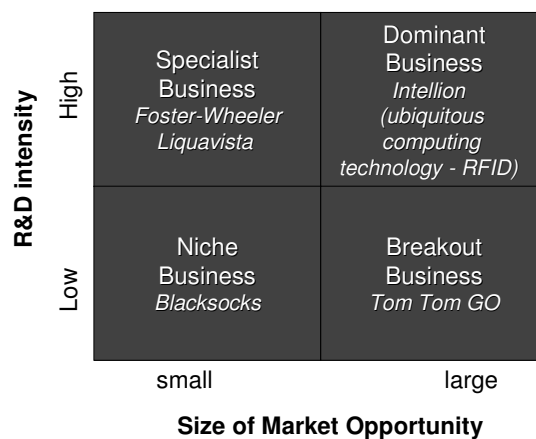 R&D intensity
High
Specialist
Business
Foster-Wheeler
Liquavista
Dominant
Business
Intellion
(ubiquitous
computing
technology - RFID)
Low
Niche
Business
Blacksocks
Breakout
Business
Tom Tom GO
small
large
Size of Market Opportunity